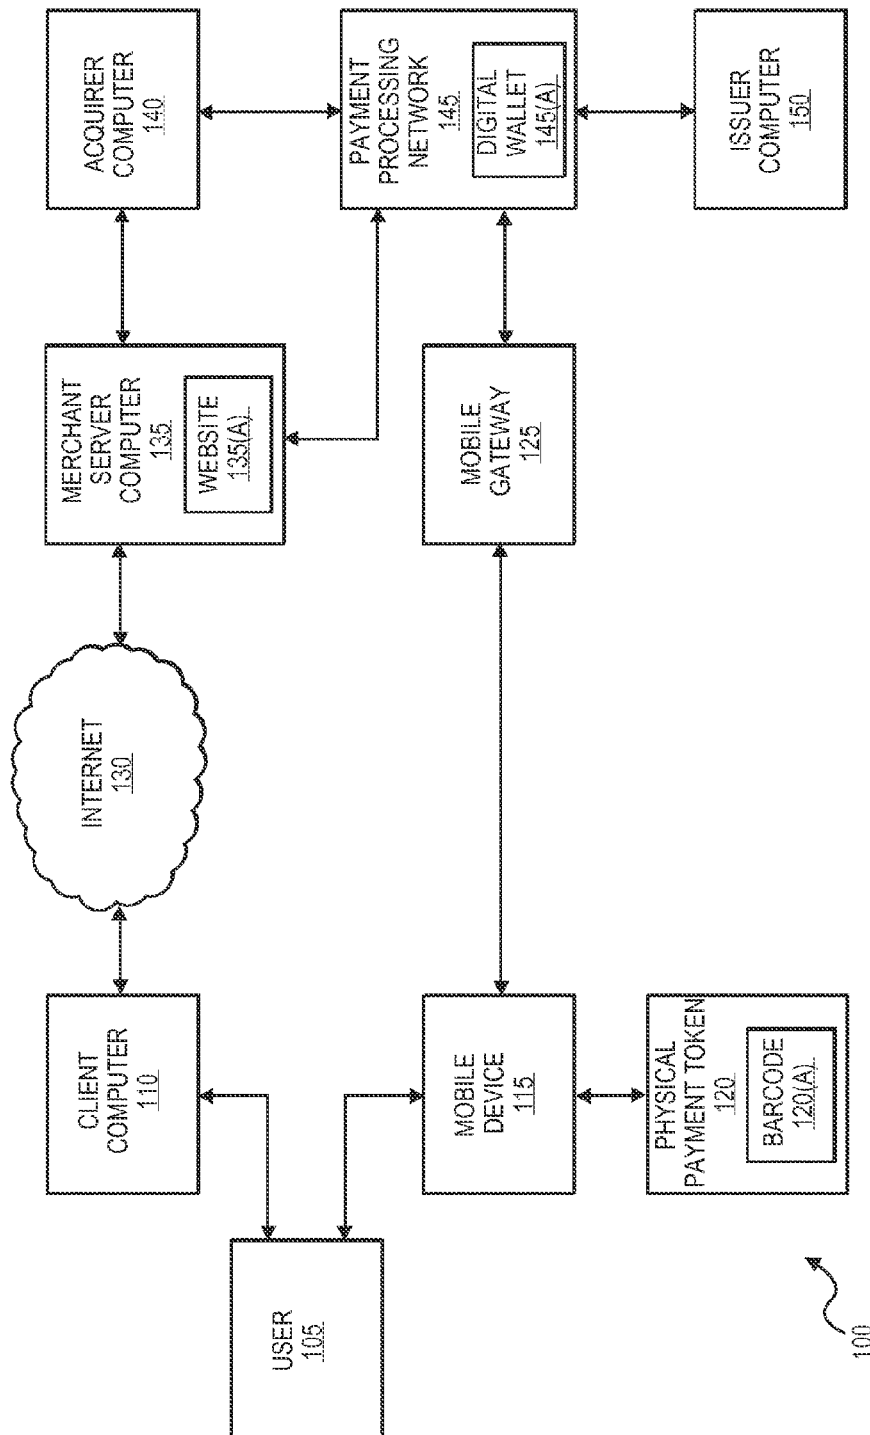 USER
105
CLIENT
COMPUTER
110
MOBILE
DEVICE
115
PHYSICAL
PAYMENT TOKEN
120
BARCODE
120(A)
INTERNET
130
MERCHANT
SERVER
COMPUTER
135
WEBSITE
135(A)
MOBILE
GATEWAY
125
ACQUIRER
COMPUTER
140
PAYMENT
PROCESSING
NETWORK
145
DIGITAL
WALLET
145(A)
ISSUER
COMPUTER
150
100